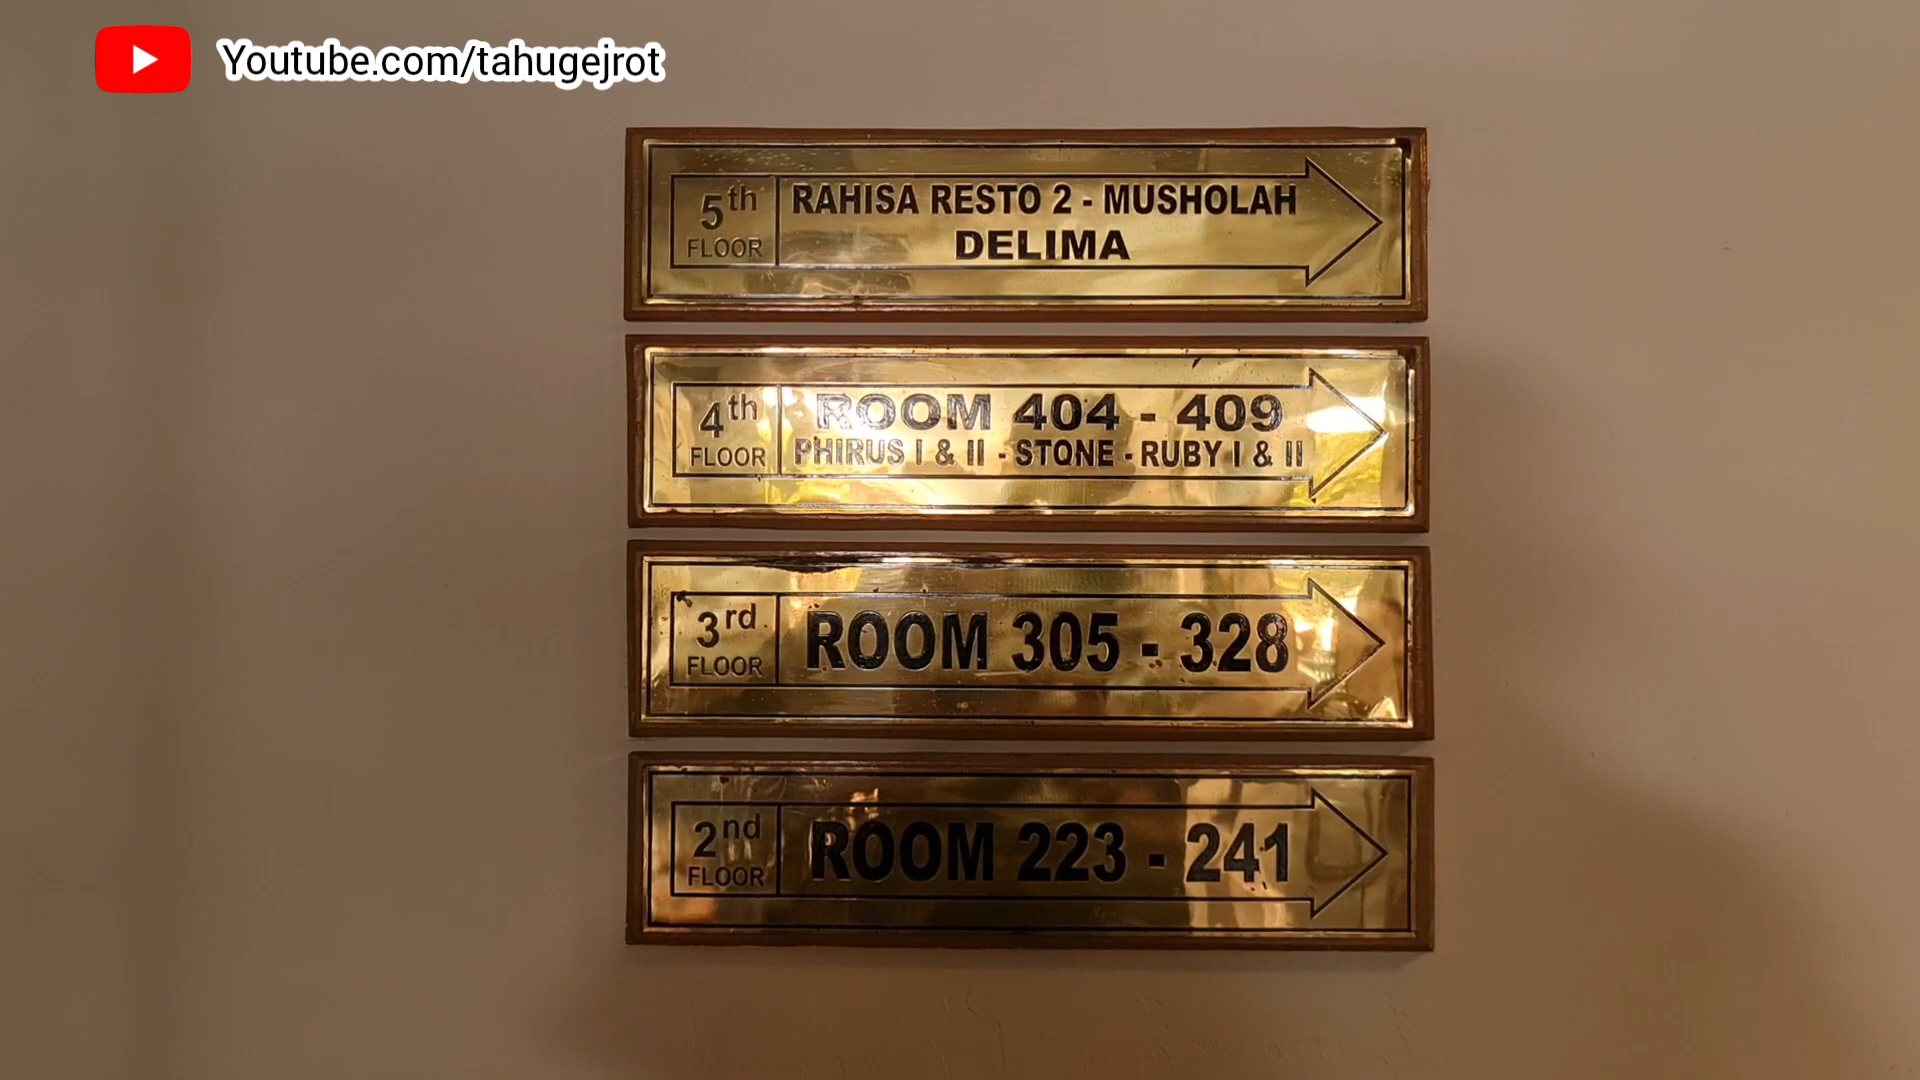 Youtube.com/tahugejrot
5th
FLOOR
RAHISA RESTO 2 - MUSHOLAH
DELIMA
4th
FLOOR
ROOM 404 - 409
PHIRUS I & II - STONE - RUBY I & II
3rd
FLOOR
ROOM 305 - 328
2nd
FLOOR
ROOM 223 - 241